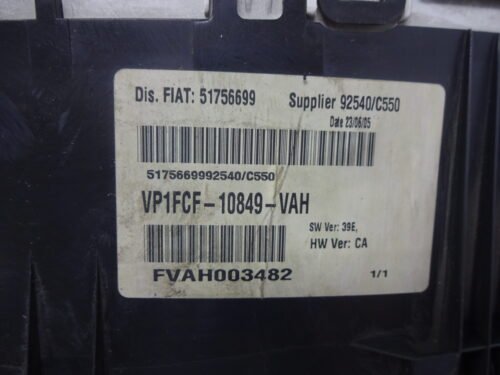 Dis. FIAT: 51756699 Supplier 92540/C550
Date 23/06/05
5175669992540/C550
VP1FCF-10849-VAH
SW Ver: 39E,
HW Ver: CA
FVAH003482 1/1